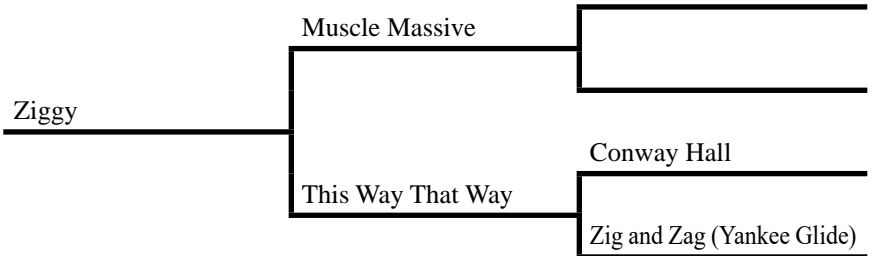 Muscle Massive
Ziggy
Conway Hall
This Way That Way
Zig and Zag (Yankee Glide)